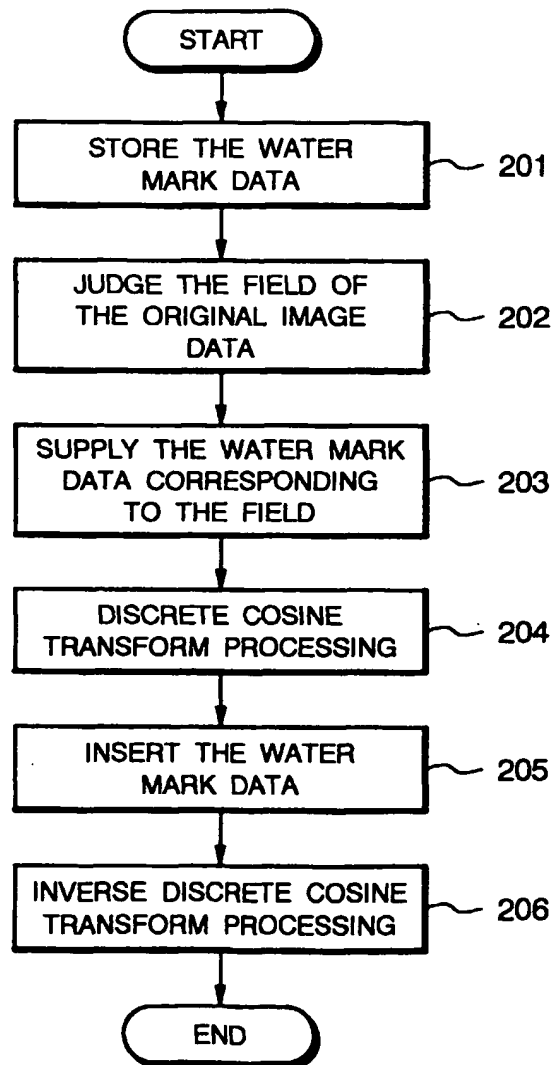 START
STORE THE WATER
MARK DATA
201
JUDGE THE FIELD OF
THE ORIGINAL IMAGE
DATA
202
SUPPLY THE WATER MARK
DATA CORRESPONDING
TO THE FIELD
203
DISCRETE COSINE
TRANSFORM PROCESSING
204
INSERT THE WATER
MARK DATA
205
INVERSE DISCRETE COSINE
TRANSFORM PROCESSING
206
END